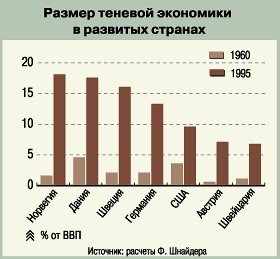 Размер теневой экономики
в развитых странах
1960
1995
20
15
10
5
0
Норвегия
Дания
Швеция
Германия
США
Австрия
Швейцария
% от ВВП
Источник: расчеты Ф. Шнайдера